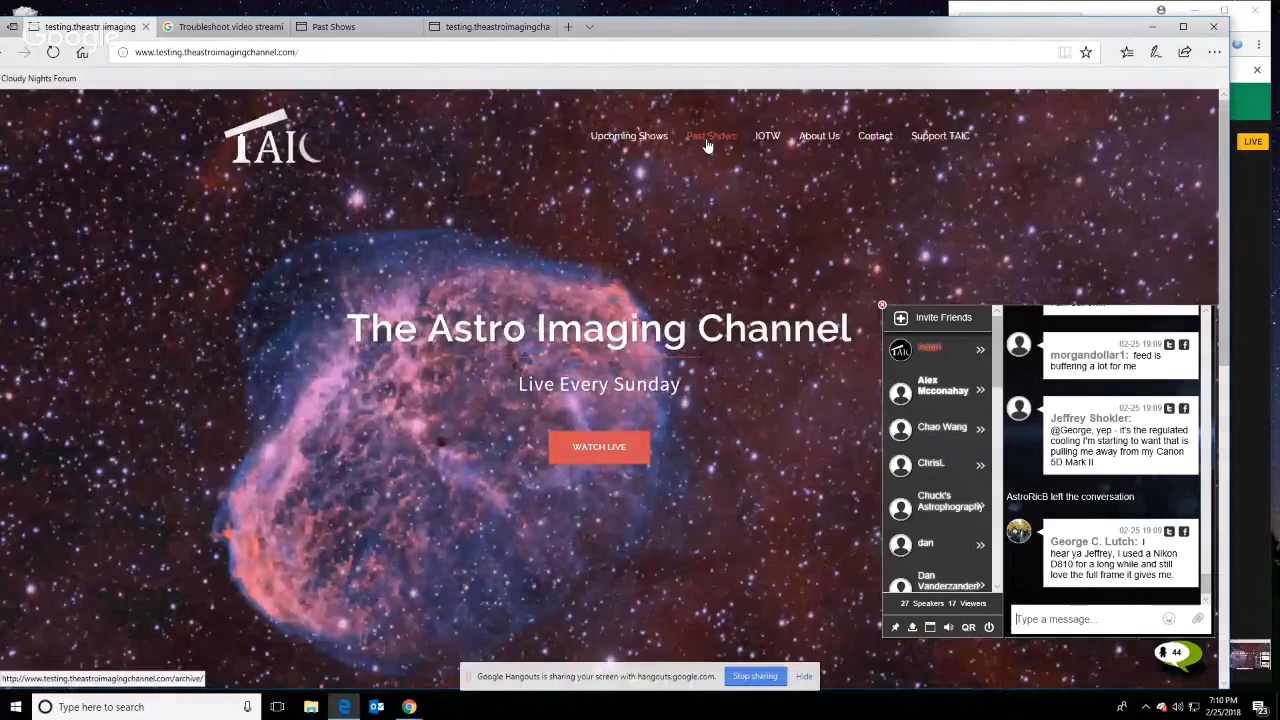 testing.theastroimaging
Troubleshoot video streami
Past Shows
testing.theastroimagingcha
Google
www.testing.theastroimagingchannel.com/
Cloudy Nights Forum
LIVE
TAIC
Upcoming Shows
Past Shows
IOTW
About Us
Contact
Support TAIC
The Astro Imaging Channel
Live Every Sunday
WATCH LIVE
Invite Friends
TAIC
Adam
Alex
Mcconahay
Chao Wang
ChrisL
Chuck's
Astrophography
dan
Dan
Vanderzanden
27 Speakers 17 Viewers
QR
02-25 19:09
morgandollar1: feed is
buffering a lot for me
02-25 19:09
Jeffrey Shokler:
@George, yep - it's the regulated
cooling I'm starting to want that is
pulling me away from my Canon
5D Mark II
AstroRicB left the conversation
02-25 19:09
George C. Lutch: I
hear ya Jeffrey, I used a Nikon
D810 for a long while and still
love the full frame it gives me.
Type a message...
44
http://www.testing.theastroimagingchannel.com/archive/
Google Hangouts is sharing your screen with hangouts.google.com.
Stop sharing
Hide
Type here to search
7:10 PM
2/25/2018
23